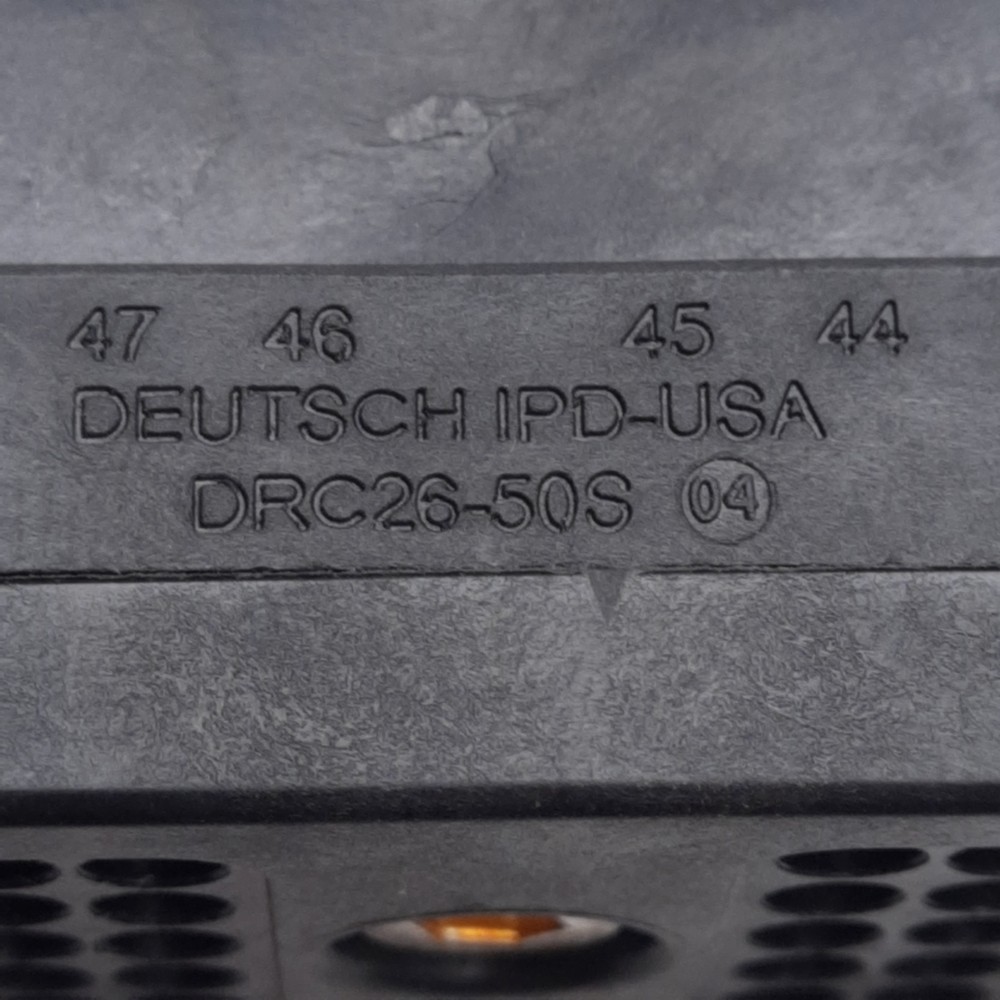 47 46 45 44
DEUTSCH IPD-USA
DRC26-50S 04